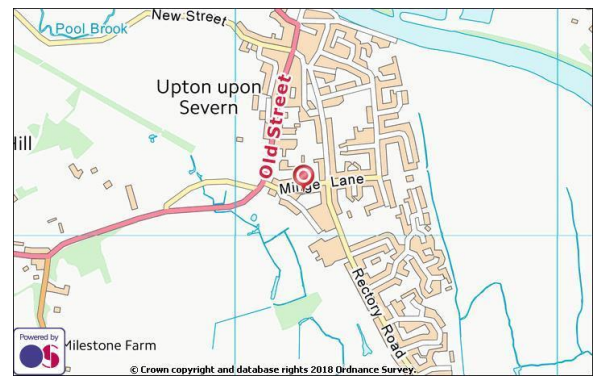 New Street
Pool Brook
Upton upon
Severn
Old Street
ill
Minge Lane
Rectory Road
Powered by
OS
Milestone Farm
© Crown copyright and database rights 2018 Ordnance Survey.